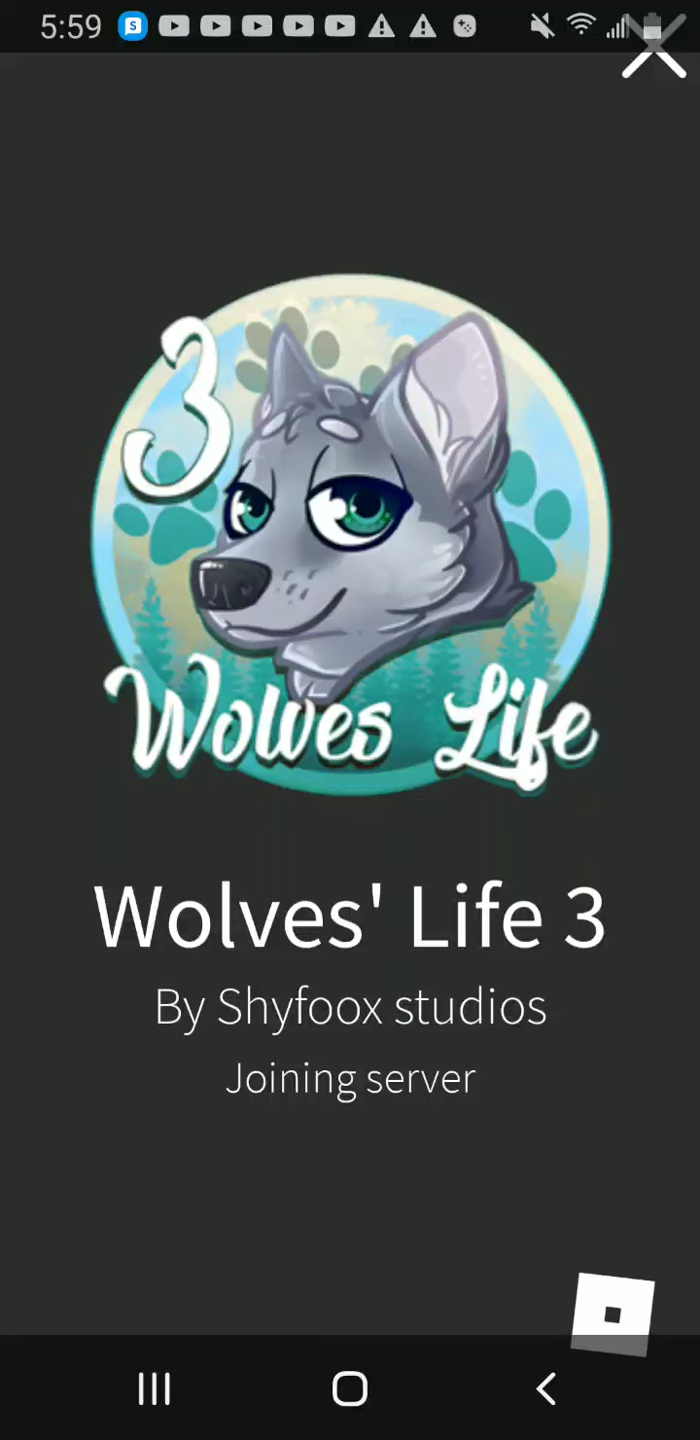 5:59
S
3
Wolves Life
Wolves' Life 3
By Shyfoox studios
Joining server